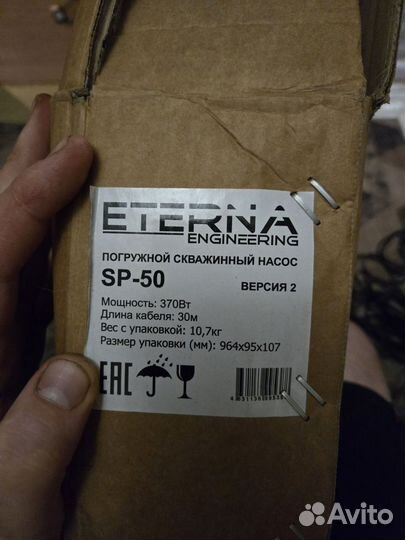 ETERNA
ENGINEERING
ПОГРУЖНОЙ СКВАЖИННЫЙ НАСОС
SP-50
ВЕРСИЯ 2
Мощность: 370Вт
Длина кабеля: 30м
Вес с упаковкой: 10,7кг
Размер упаковки (мм): 964x95x107
EAC
Avito